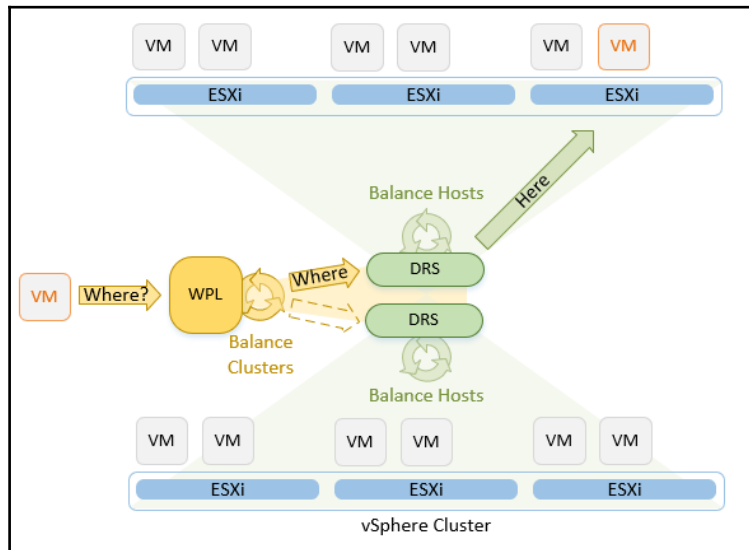 VM VM VM VM VM VM
ESXi ESXi ESXi
Here
Balance Hosts
Where DRS
VM Where? WPL
DRS
Balance
Clusters
Balance Hosts
VM VM VM VM VM VM
ESXi ESXi ESXi
vSphere Cluster